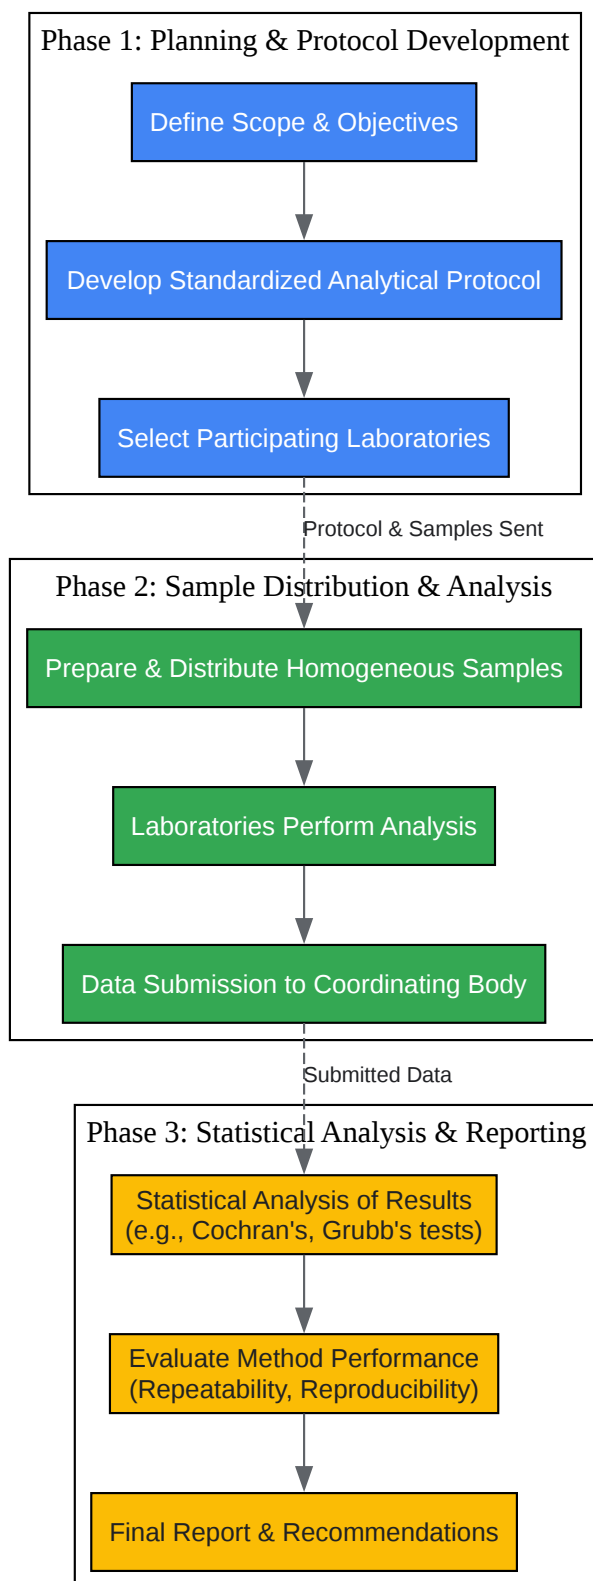 Phase 1: Planning & Protocol Development
Define Scope & Objectives
Develop Standardized Analytical Protocol
Select Participating Laboratories
Protocol & Samples Sent
Phase 2: Sample Distribution & Analysis
Prepare & Distribute Homogeneous Samples
Laboratories Perform Analysis
Data Submission to Coordinating Body
Submitted Data
Phase 3: Statistical Analysis & Reporting
Statistical Analysis of Results
(e.g., Cochran's, Grubb's tests)
Evaluate Method Performance
(Repeatability, Reproducibility)
Final Report & Recommendations